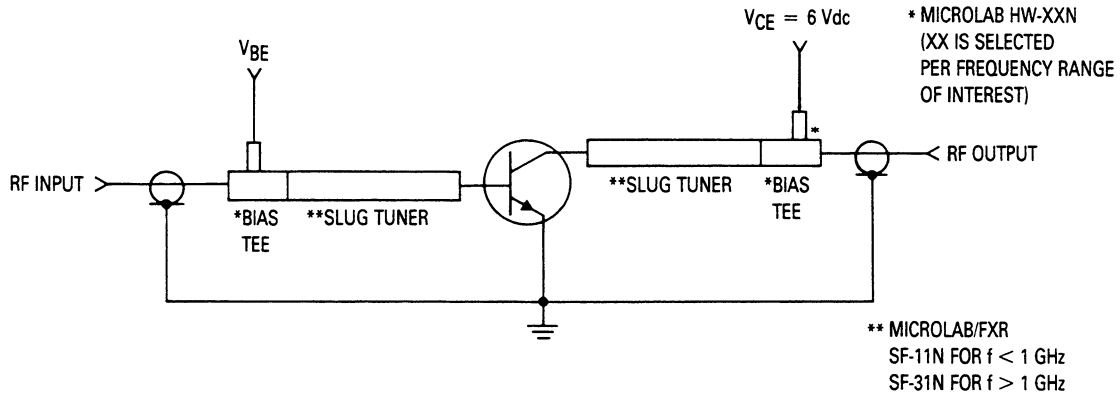 V_CE = 6 Vdc
* MICROLAB HW-XXN
(XX IS SELECTED
PER FREQUENCY RANGE
OF INTEREST)
V_BE
*
RF INPUT
RF OUTPUT
*BIAS
TEE
**SLUG TUNER
**SLUG TUNER
*BIAS
TEE
** MICROLAB/FXR
SF-11N FOR f < 1 GHz
SF-31N FOR f > 1 GHz